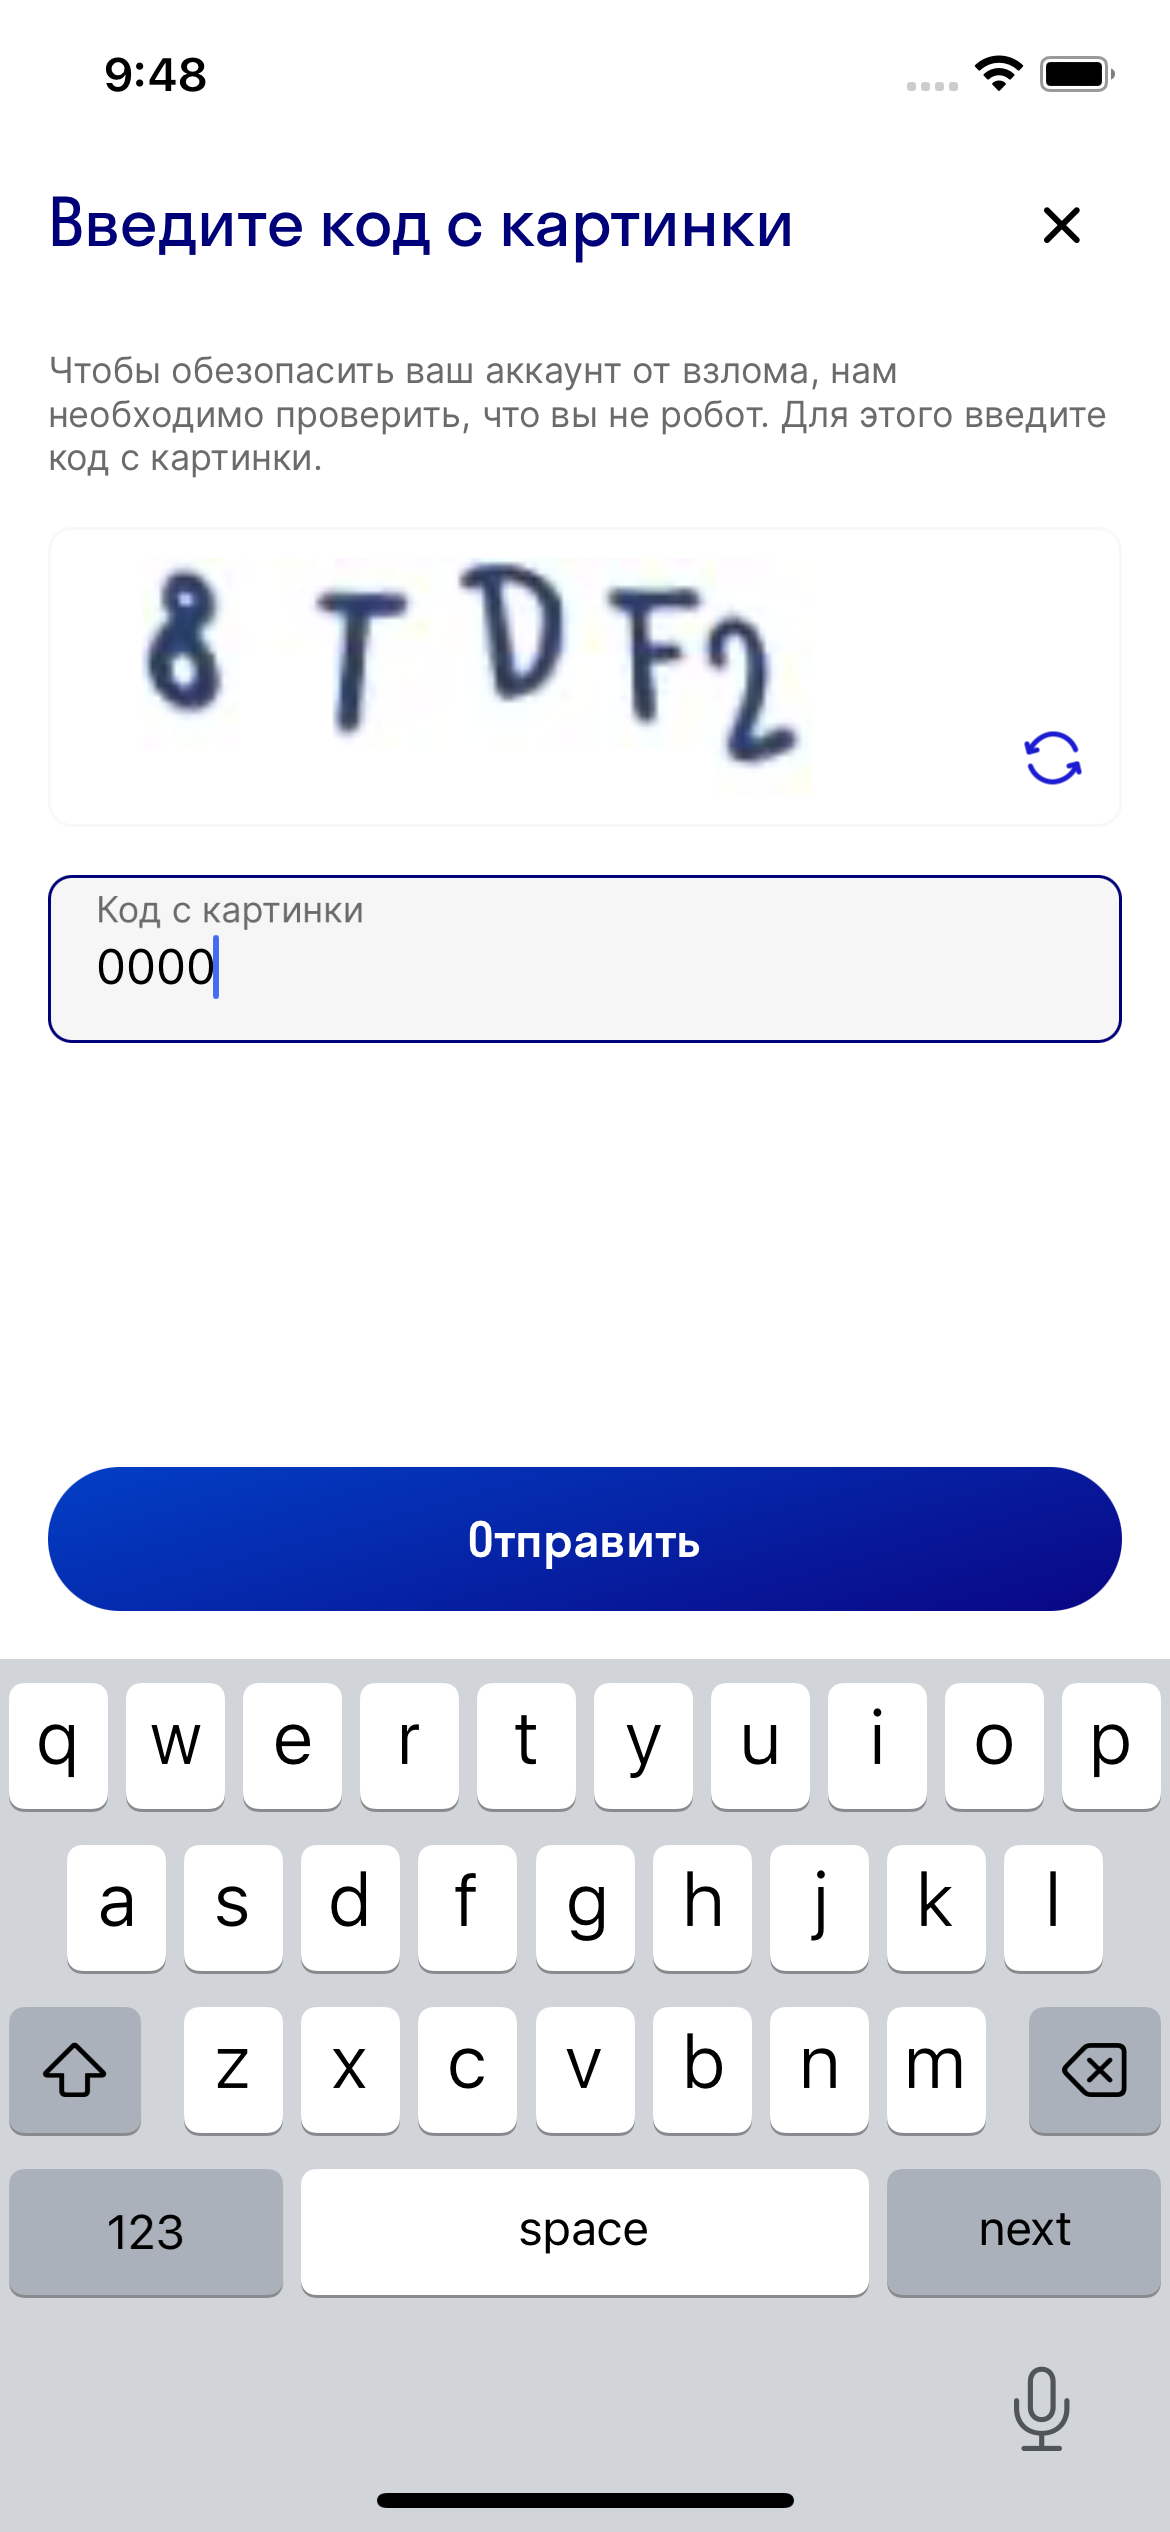 9:48
Введите код с картинки
Чтобы обезопасить ваш аккаунт от взлома, нам
необходимо проверить, что вы не робот. Для этого введите
код с картинки.
8 T D F 2
Код с картинки
0000
Отправить
q w e r t y u i o p
a s d f g h j k l
z x c v b n m
123 space next